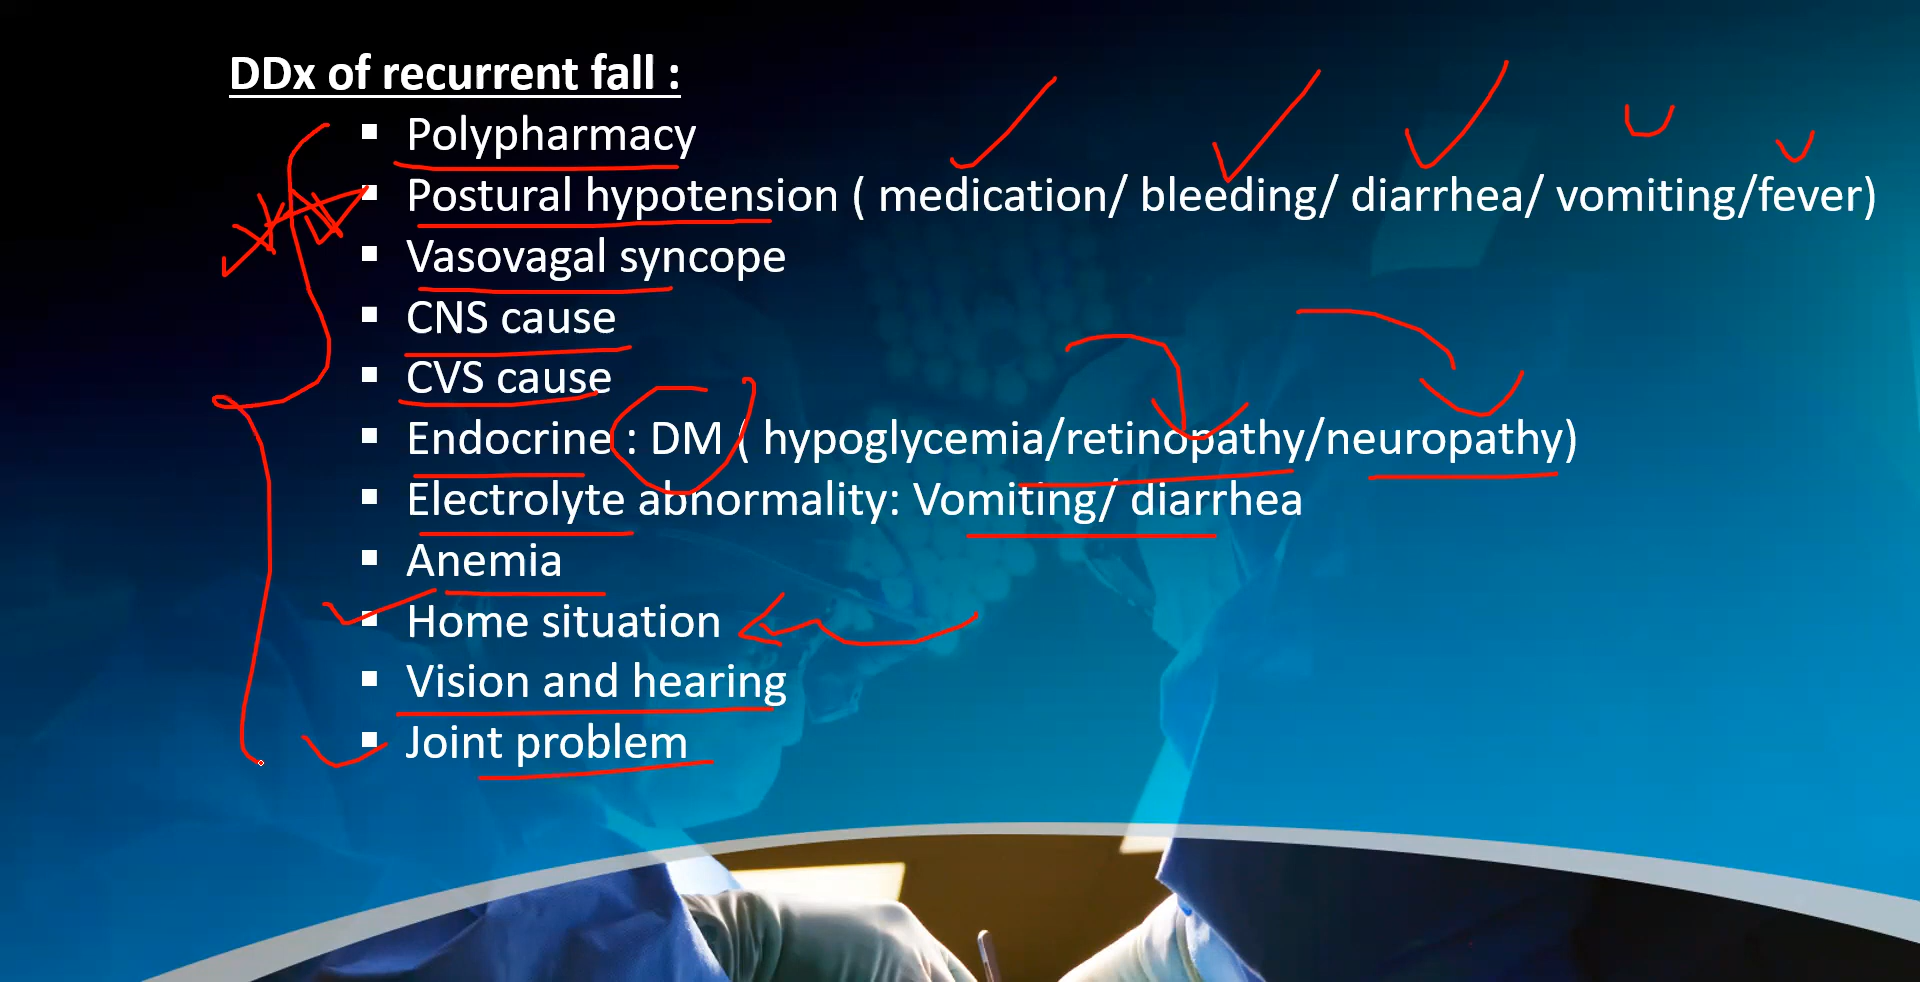 DDx of recurrent fall :
▪ Polypharmacy
▪ Postural hypotension ( medication/ bleeding/ diarrhea/ vomiting/fever)
▪ Vasovagal syncope
▪ CNS cause
▪ CVS cause
▪ Endocrine : DM ( hypoglycemia/retinopathy/neuropathy)
▪ Electrolyte abnormality: Vomiting/ diarrhea
▪ Anemia
▪ Home situation
▪ Vision and hearing
▪ Joint problem